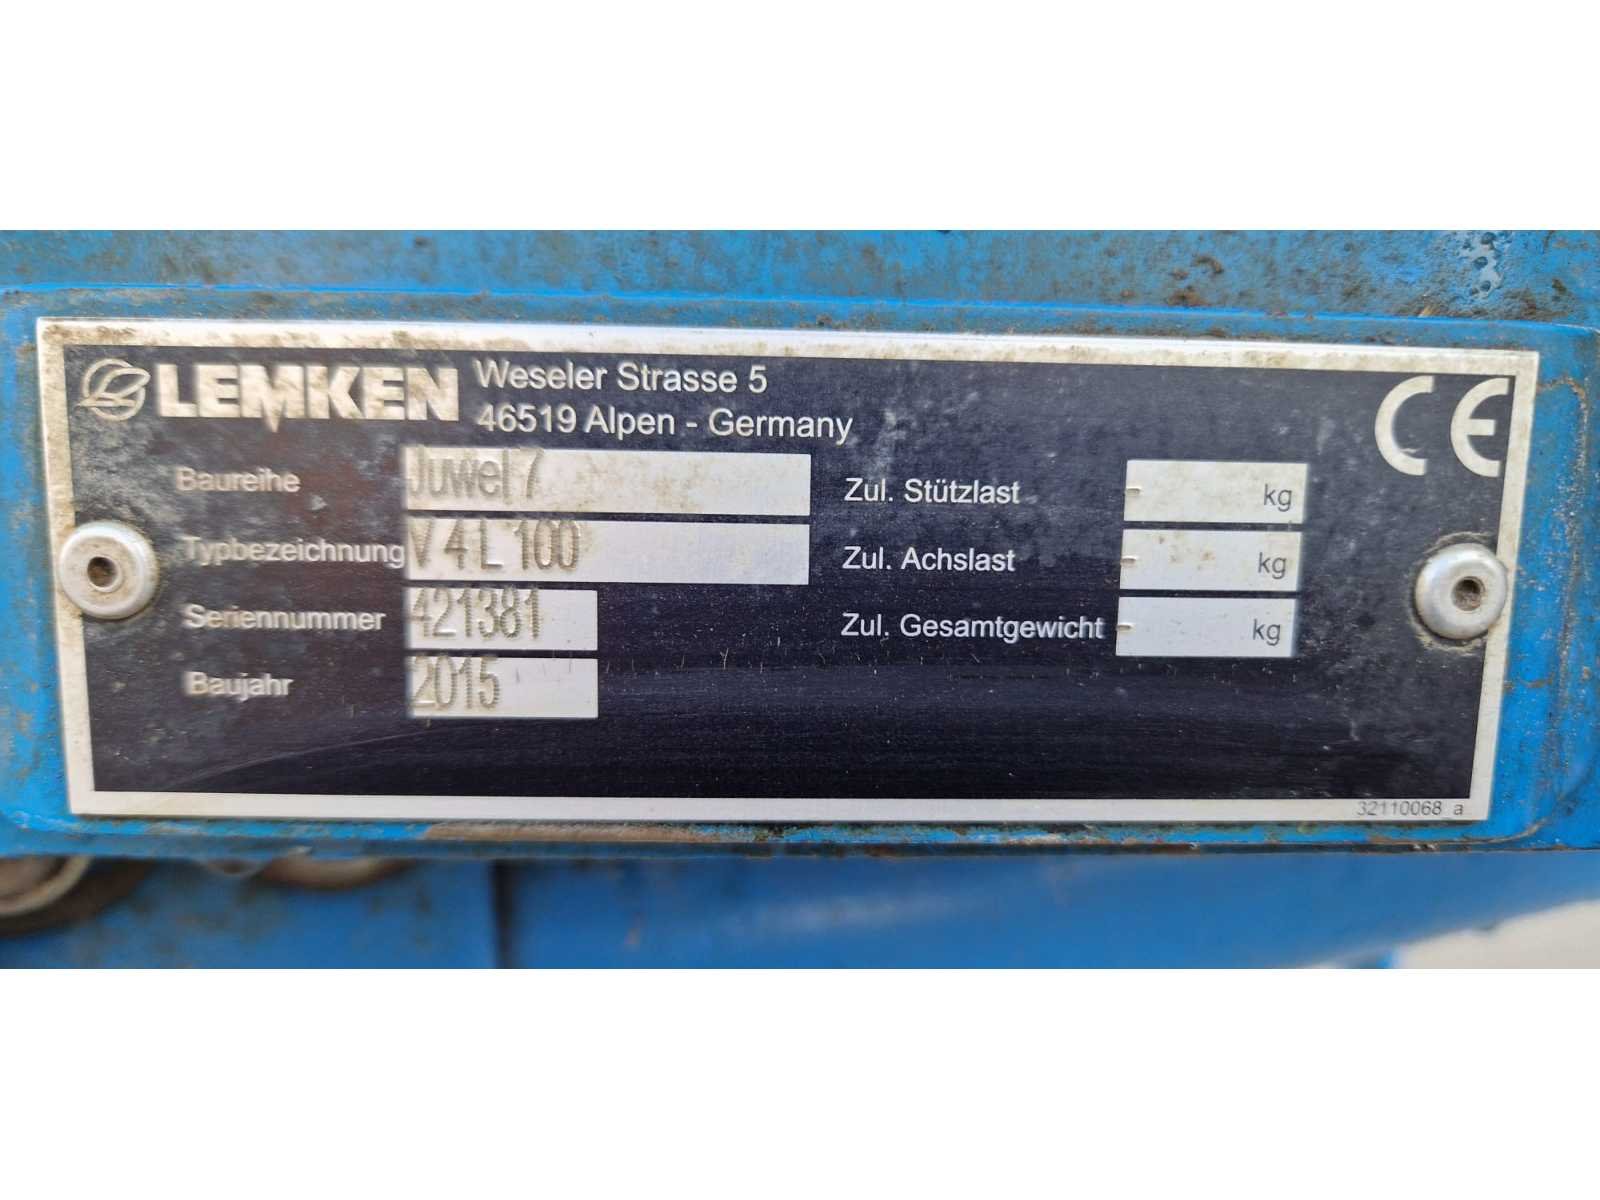 LEMKEN Weseler Strasse 5
46519 Alpen - Germany
CE
Baureihe Juwel 7
Typbezeichnung V 4 L 100
Seriennummer 421381
Baujahr 2015
Zul. Stützlast - kg
Zul. Achslast - kg
Zul. Gesamtgewicht - kg
32110068_a